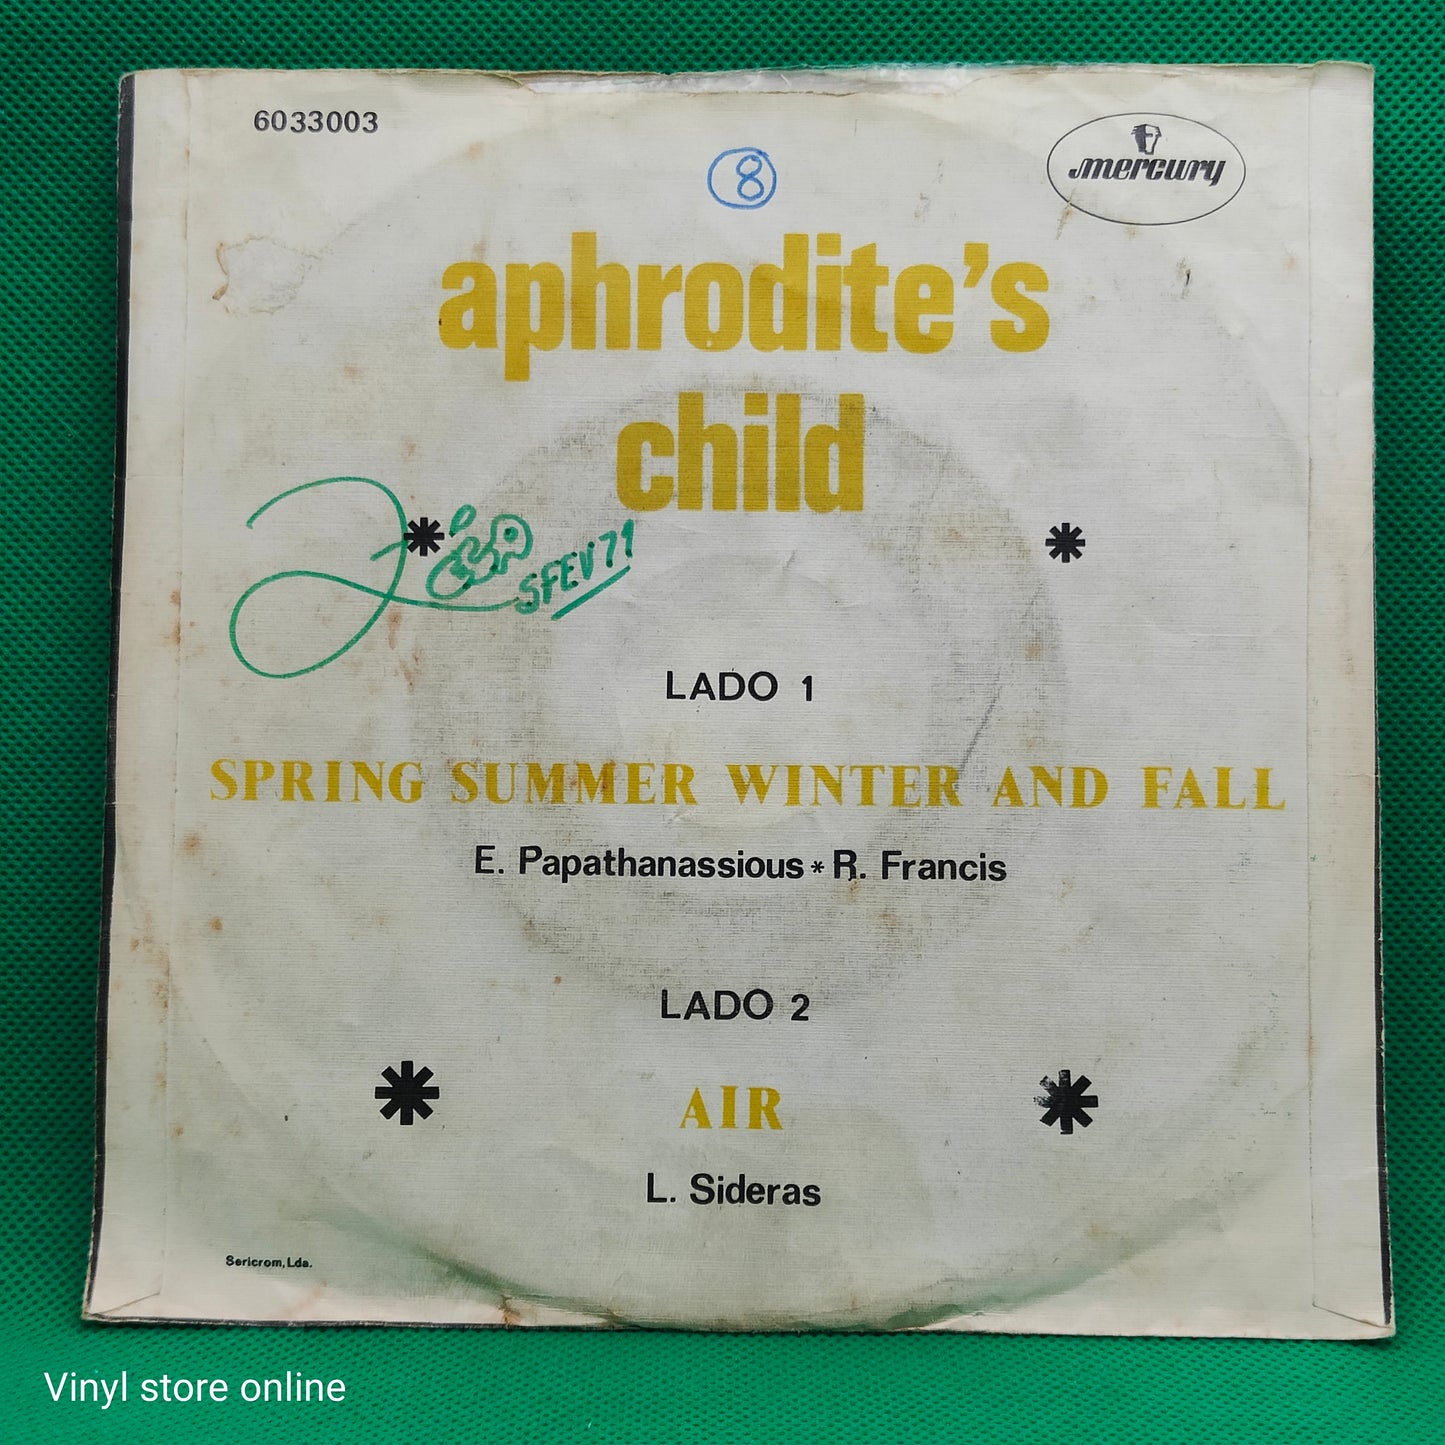 6033003
8
mercury
aphrodite's
child
5FEV71
LADO 1
SPRING SUMMER WINTER AND FALL
E. Papathanassious * R. Francis
LADO 2
AIR
L. Sideras
Sericrom, Lda.
Vinyl store online